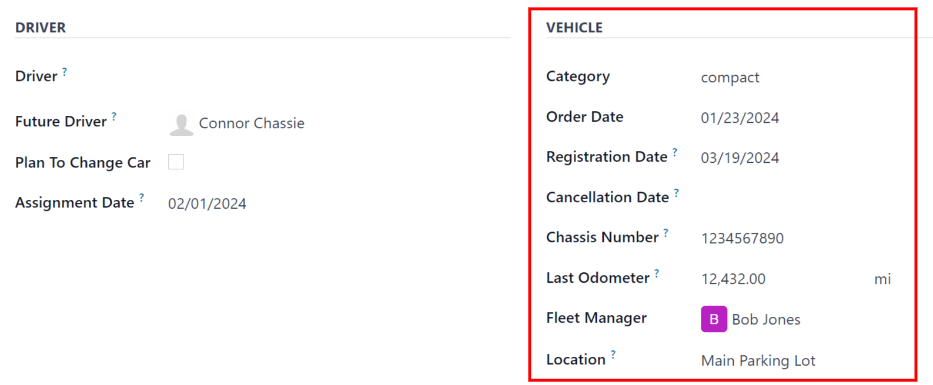 DRIVER
Driver ?
Future Driver ? Connor Chassie
Plan To Change Car
Assignment Date ? 02/01/2024
VEHICLE
Category compact
Order Date 01/23/2024
Registration Date ? 03/19/2024
Cancellation Date ?
Chassis Number ? 1234567890
Last Odometer ? 12,432.00 mi
Fleet Manager B Bob Jones
Location ? Main Parking Lot